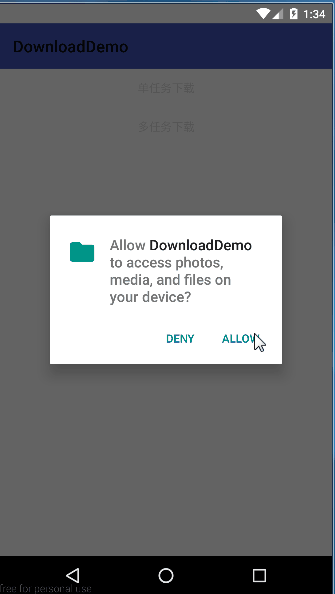 1:34
DownloadDemo
单任务下载
多任务下载
Allow DownloadDemo
to access photos,
media, and files on
your device?
DENY ALLOW
free for personal use